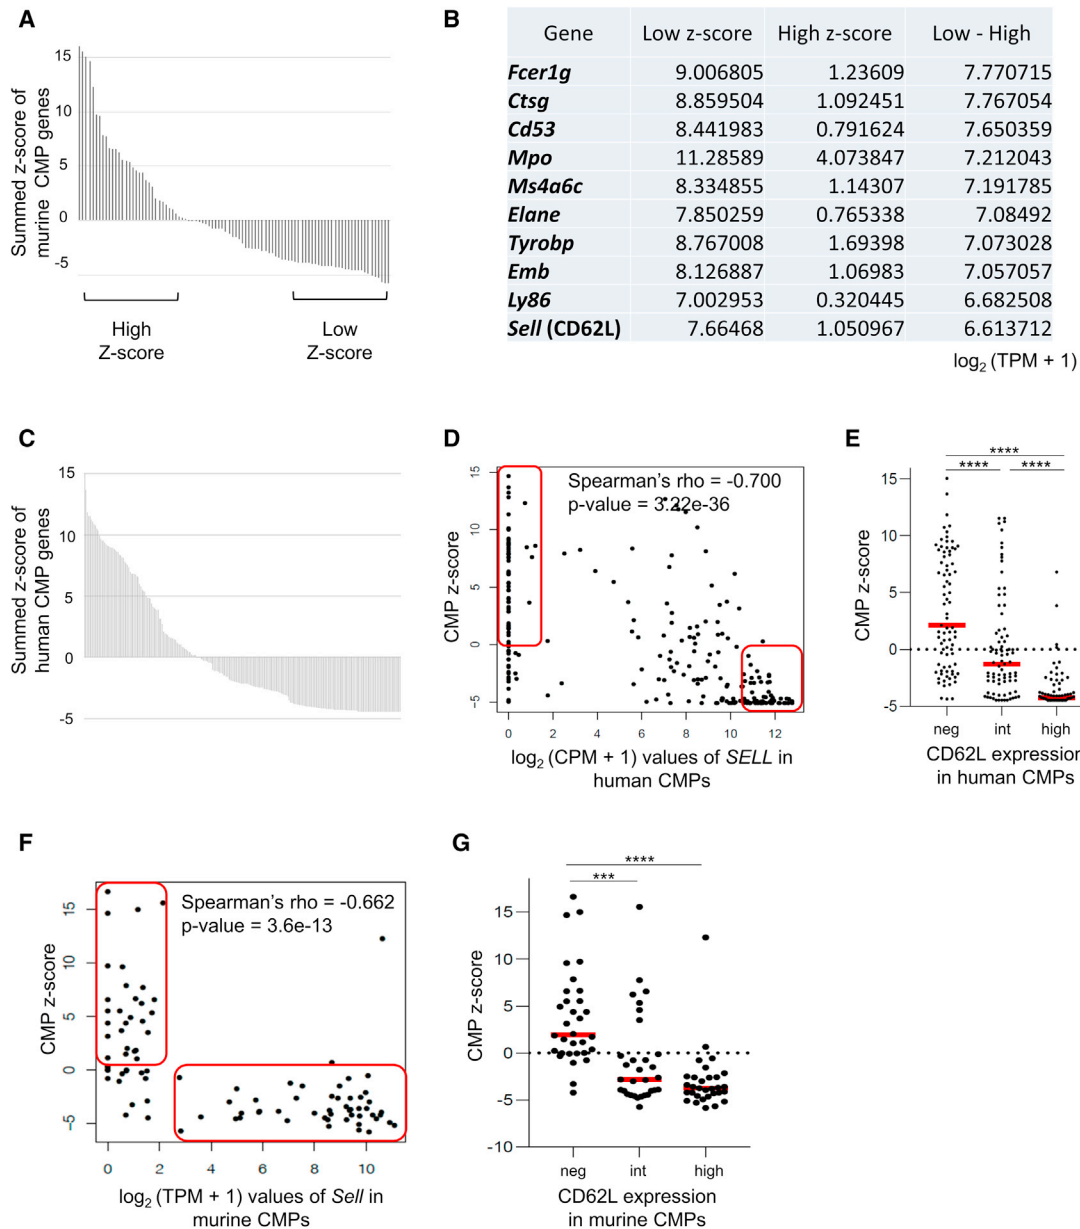 A
Summed z-score of
murine CMP genes
15
10
5
0
-5
High
Z-score
Low
Z-score
B
Gene Low z-score High z-score Low - High
Fcer1g 9.006805 1.23609 7.770715
Ctsg 8.859504 1.092451 7.767054
Cd53 8.441983 0.791624 7.650359
Mpo 11.28589 4.073847 7.212043
Ms4a6c 8.334855 1.14307 7.191785
Elane 7.850259 0.765338 7.08492
Tyrobp 8.767008 1.69398 7.073028
Emb 8.126887 1.06983 7.057057
Ly86 7.002953 0.320445 6.682508
Sell (CD62L) 7.66468 1.050967 6.613712
log2 (TPM + 1)
C
Summed z-score of
human CMP genes
15
10
5
0
-5
D
CMP z-score
15
10
5
0
-5
Spearman's rho = -0.700
p-value = 3.22e-36
0 2 4 6 8 10 12
log2 (CPM + 1) values of SELL in
human CMPs
E
****
**** ****
CMP z-score
15
10
5
0
-5
neg int high
CD62L expression
in human CMPs
F
CMP z-score
15
10
5
0
-5
Spearman's rho = -0.662
p-value = 3.6e-13
0 2 4 6 8 10
log2 (TPM + 1) values of Sell in
murine CMPs
G
****
***
CMP z-score
15
10
5
0
-5
-10
neg int high
CD62L expression
in murine CMPs